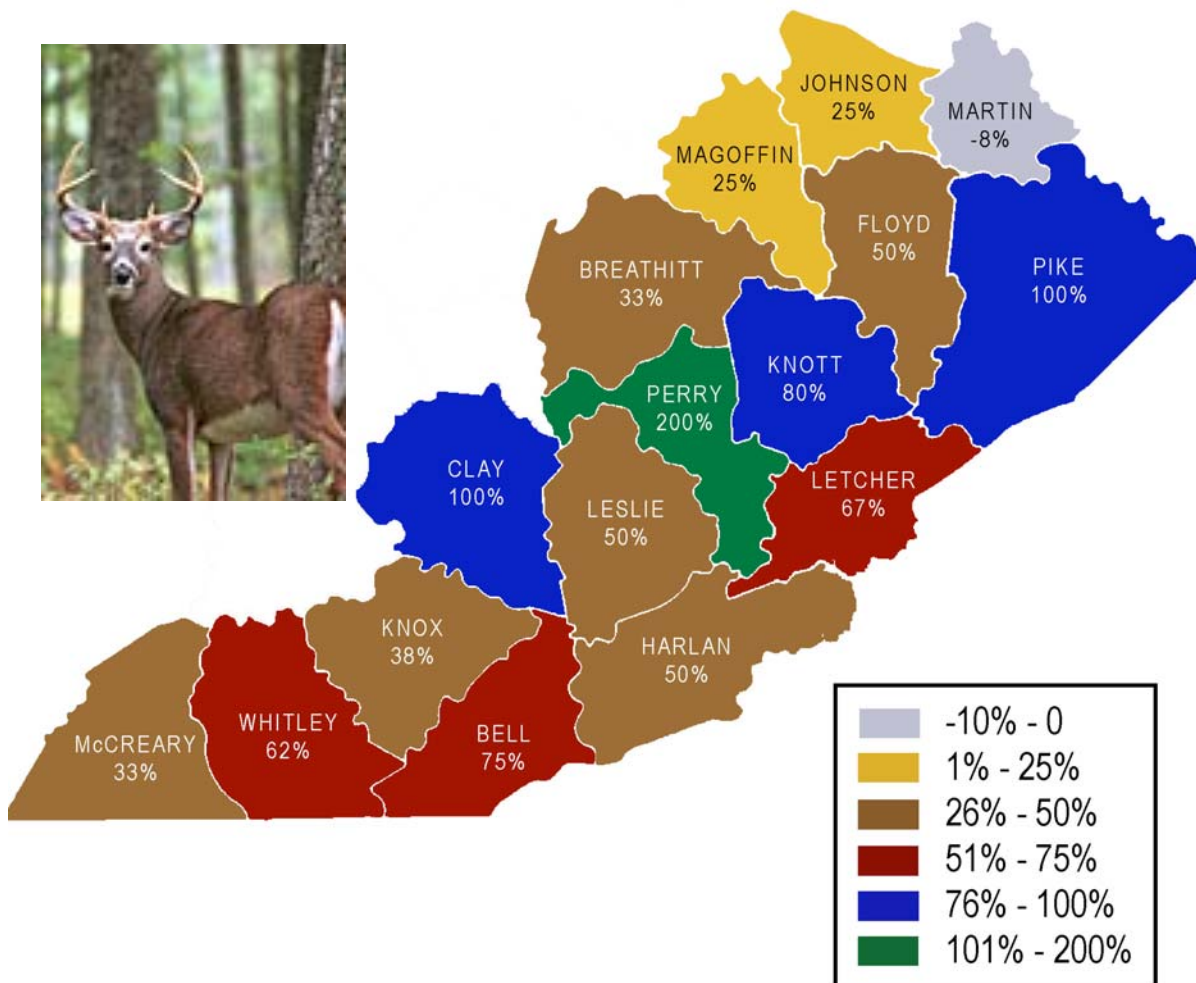 JOHNSON
25%
MARTIN
-8%
MAGOFFIN
25%
FLOYD
50%
PIKE
100%
BREATHITT
33%
KNOTT
80%
PERRY
200%
CLAY
100%
LETCHER
67%
LESLIE
50%
KNOX
38%
HARLAN
50%
WHITLEY
62%
BELL
75%
McCREARY
33%
-10% - 0
1% - 25%
26% - 50%
51% - 75%
76% - 100%
101% - 200%